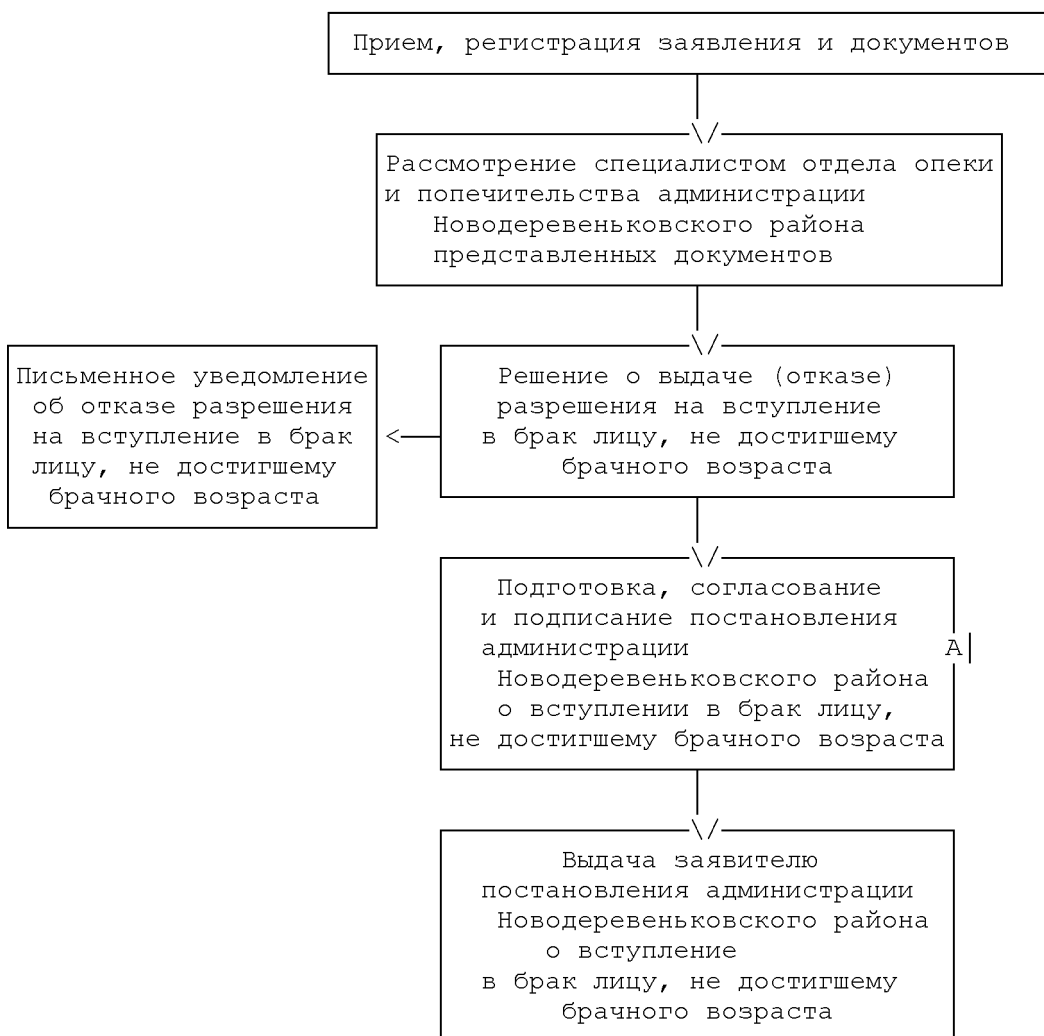 Прием, регистрация заявления и документов
Рассмотрение специалистом отдела опеки
и попечительства администрации
Новодеревеньковского района
представленных документов
Письменное уведомление
об отказе разрешения
на вступление в брак
лицу, не достигшему
брачного возраста
Решение о выдаче (отказе)
разрешения на вступление
в брак лицу, не достигшему
брачного возраста
Подготовка, согласование
и подписание постановления
администрации
А
Новодеревеньковского района
о вступлении в брак лицу,
не достигшему брачного возраста
Выдача заявителю
постановления администрации
Новодеревеньковского района
о вступление
в брак лицу, не достигшему
брачного возраста